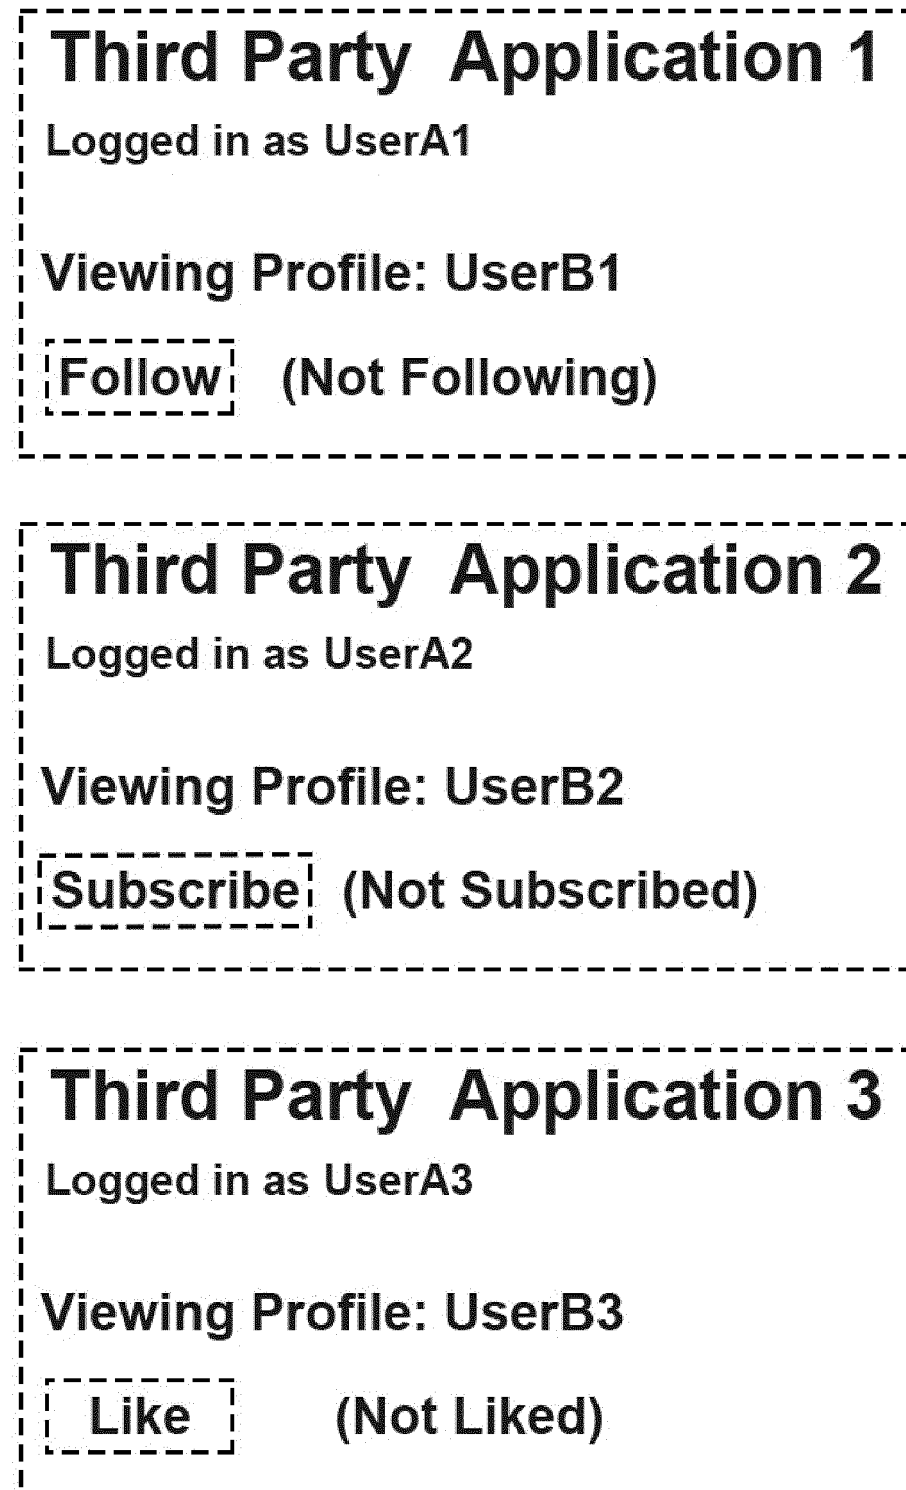 Third Party Application 1
Logged in as UserA1
Viewing Profile: UserB1
Follow (Not Following)
Third Party Application 2
Logged in as UserA2
Viewing Profile: UserB2
Subscribe (Not Subscribed)
Third Party Application 3
Logged in as UserA3
Viewing Profile: UserB3
Like (Not Liked)